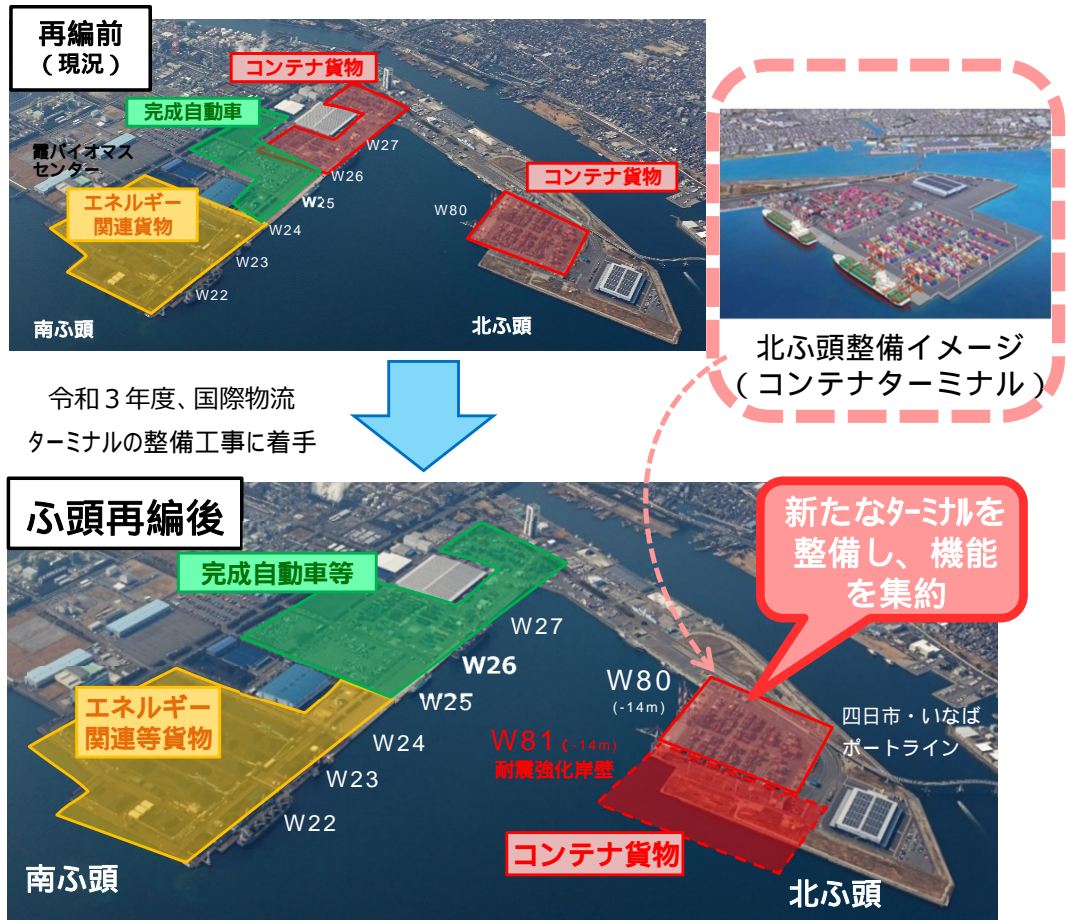 再編前
（現況）
コンテナ貨物
完成自動車
霞バイオマス
センター
エネルギー
関連貨物
W27
W26
W25
W24
W23
W22
南ふ頭
コンテナ貨物
W80
北ふ頭
北ふ頭整備イメージ
（コンテナターミナル）
令和３年度、国際物流
ターミナルの整備工事に着手
ふ頭再編後
新たなターミナルを
整備し、機能
を集約
完成自動車等
エネルギー
関連等貨物
W27
W26
W25
W24
W23
W22
南ふ頭
W80
(-14m)
W81（-14m）
耐震強化岸壁
四日市・いなば
ポートライン
コンテナ貨物
北ふ頭